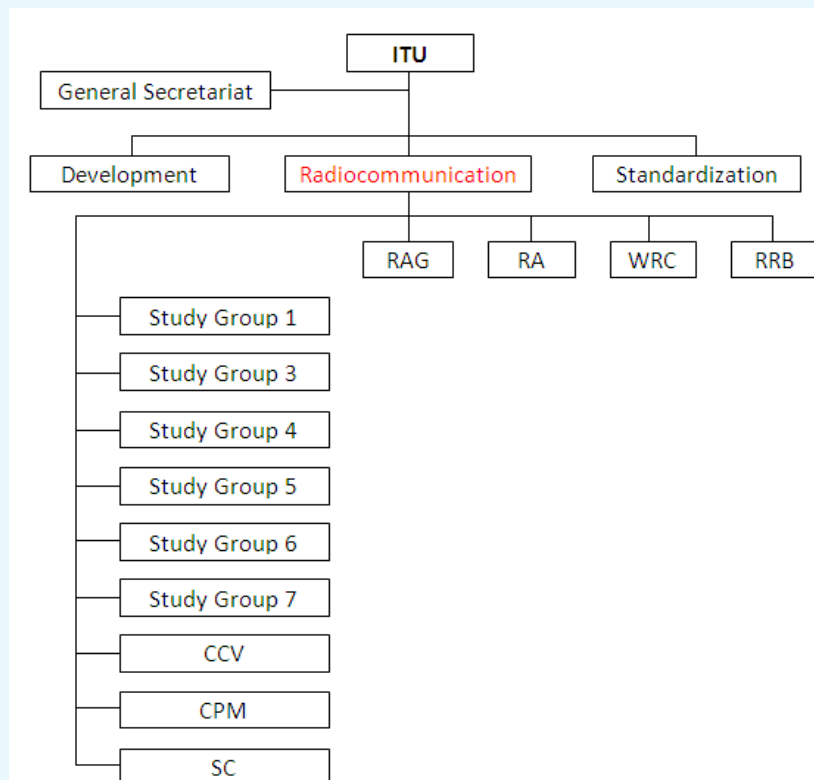 ITU
General Secretariat
Development
Radiocommunication
Standardization
RAG
RA
WRC
RRB
Study Group 1
Study Group 3
Study Group 4
Study Group 5
Study Group 6
Study Group 7
CCV
CPM
SC